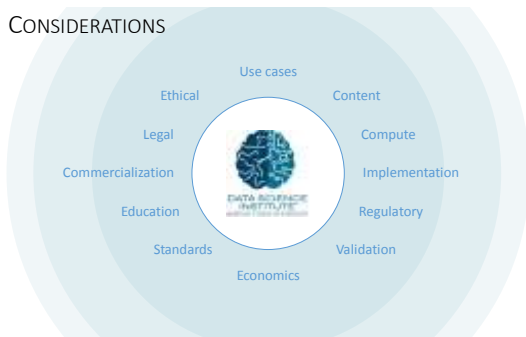 CONSIDERATIONS
Use cases
Ethical
Content
Legal
Compute
Commercialization
Implementation
Education
Regulatory
Standards
Validation
Economics
DATA SCIENCE
INSTITUTE